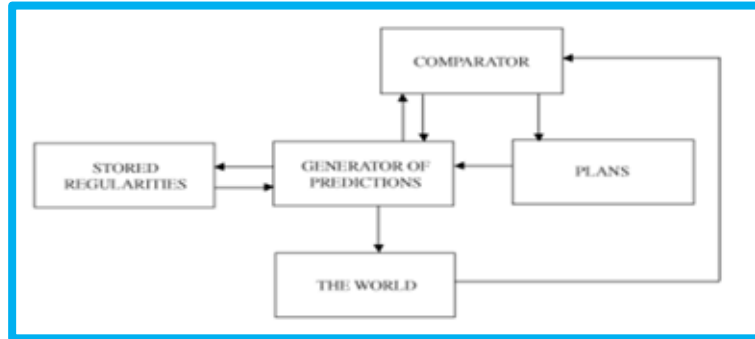 COMPARATOR
STORED
REGULARITIES
GENERATOR OF
PREDICTIONS
PLANS
THE WORLD